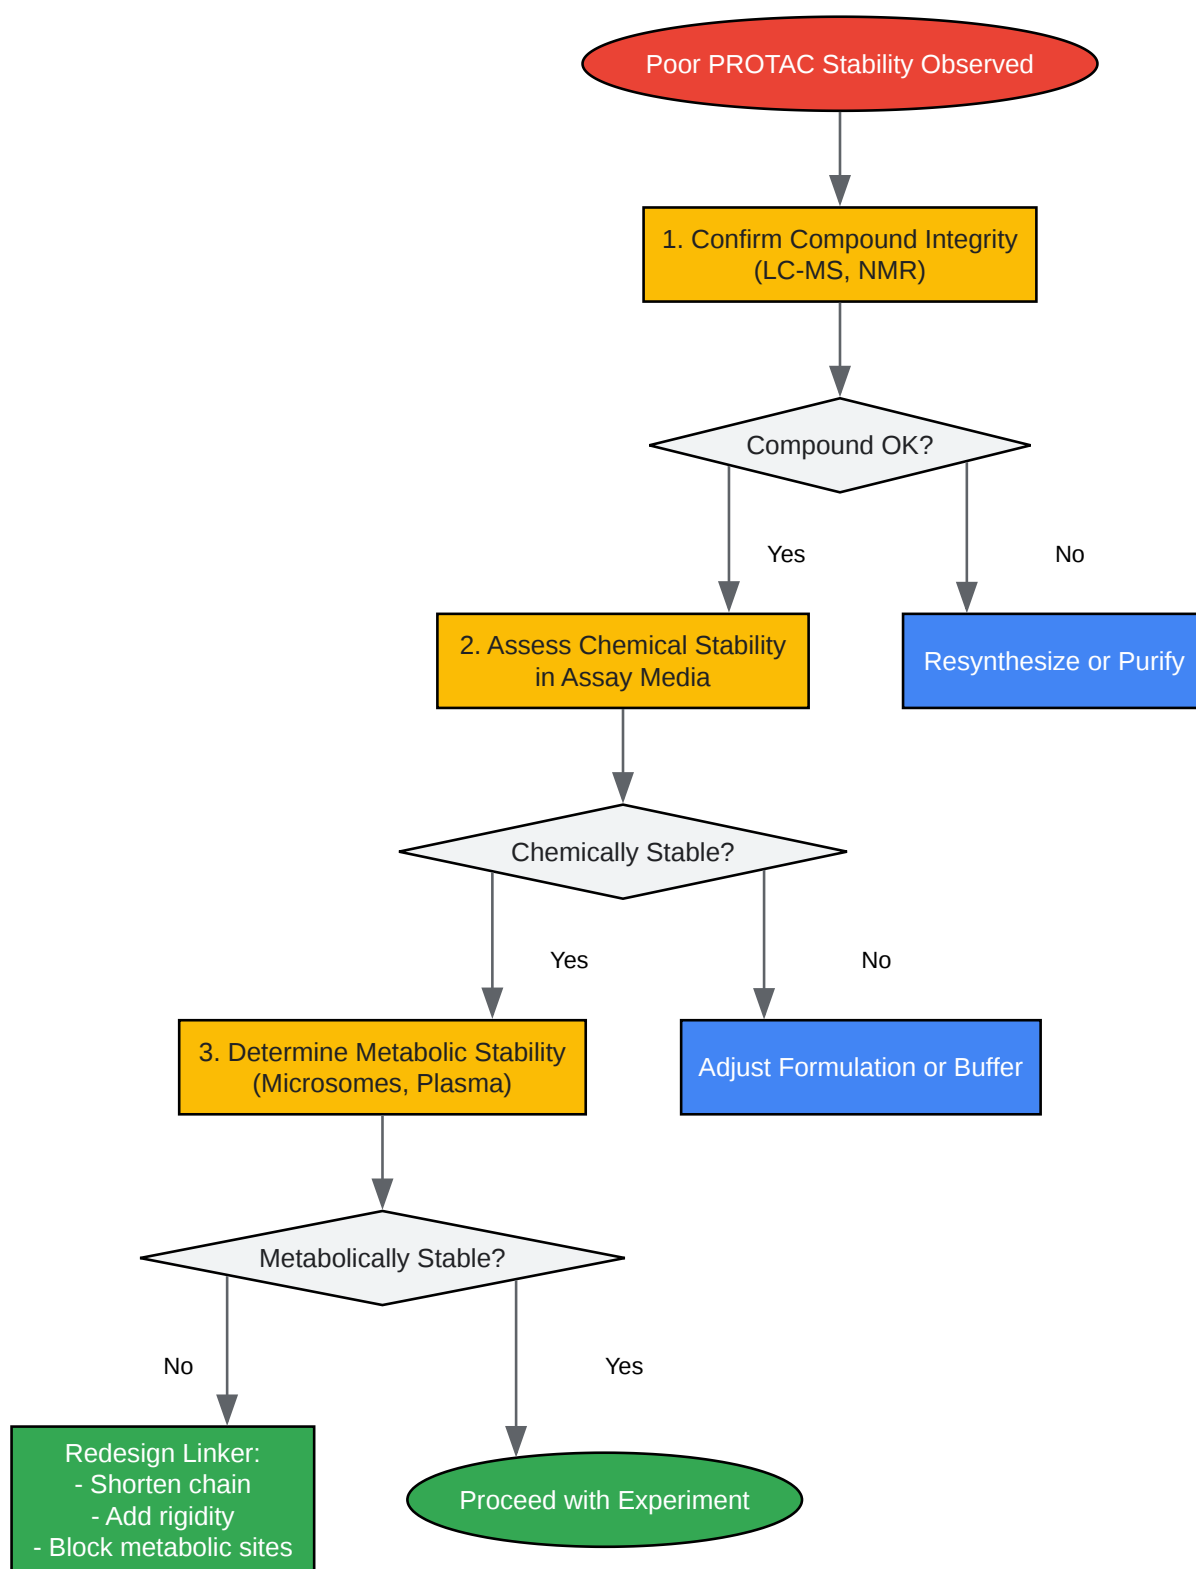 Poor PROTAC Stability Observed
1. Confirm Compound Integrity
(LC-MS, NMR)
Compound OK?
Yes
No
2. Assess Chemical Stability
in Assay Media
Resynthesize or Purify
Chemically Stable?
Yes
No
3. Determine Metabolic Stability
(Microsomes, Plasma)
Adjust Formulation or Buffer
Metabolically Stable?
No
Yes
Redesign Linker:
- Shorten chain
- Add rigidity
- Block metabolic sites
Proceed with Experiment